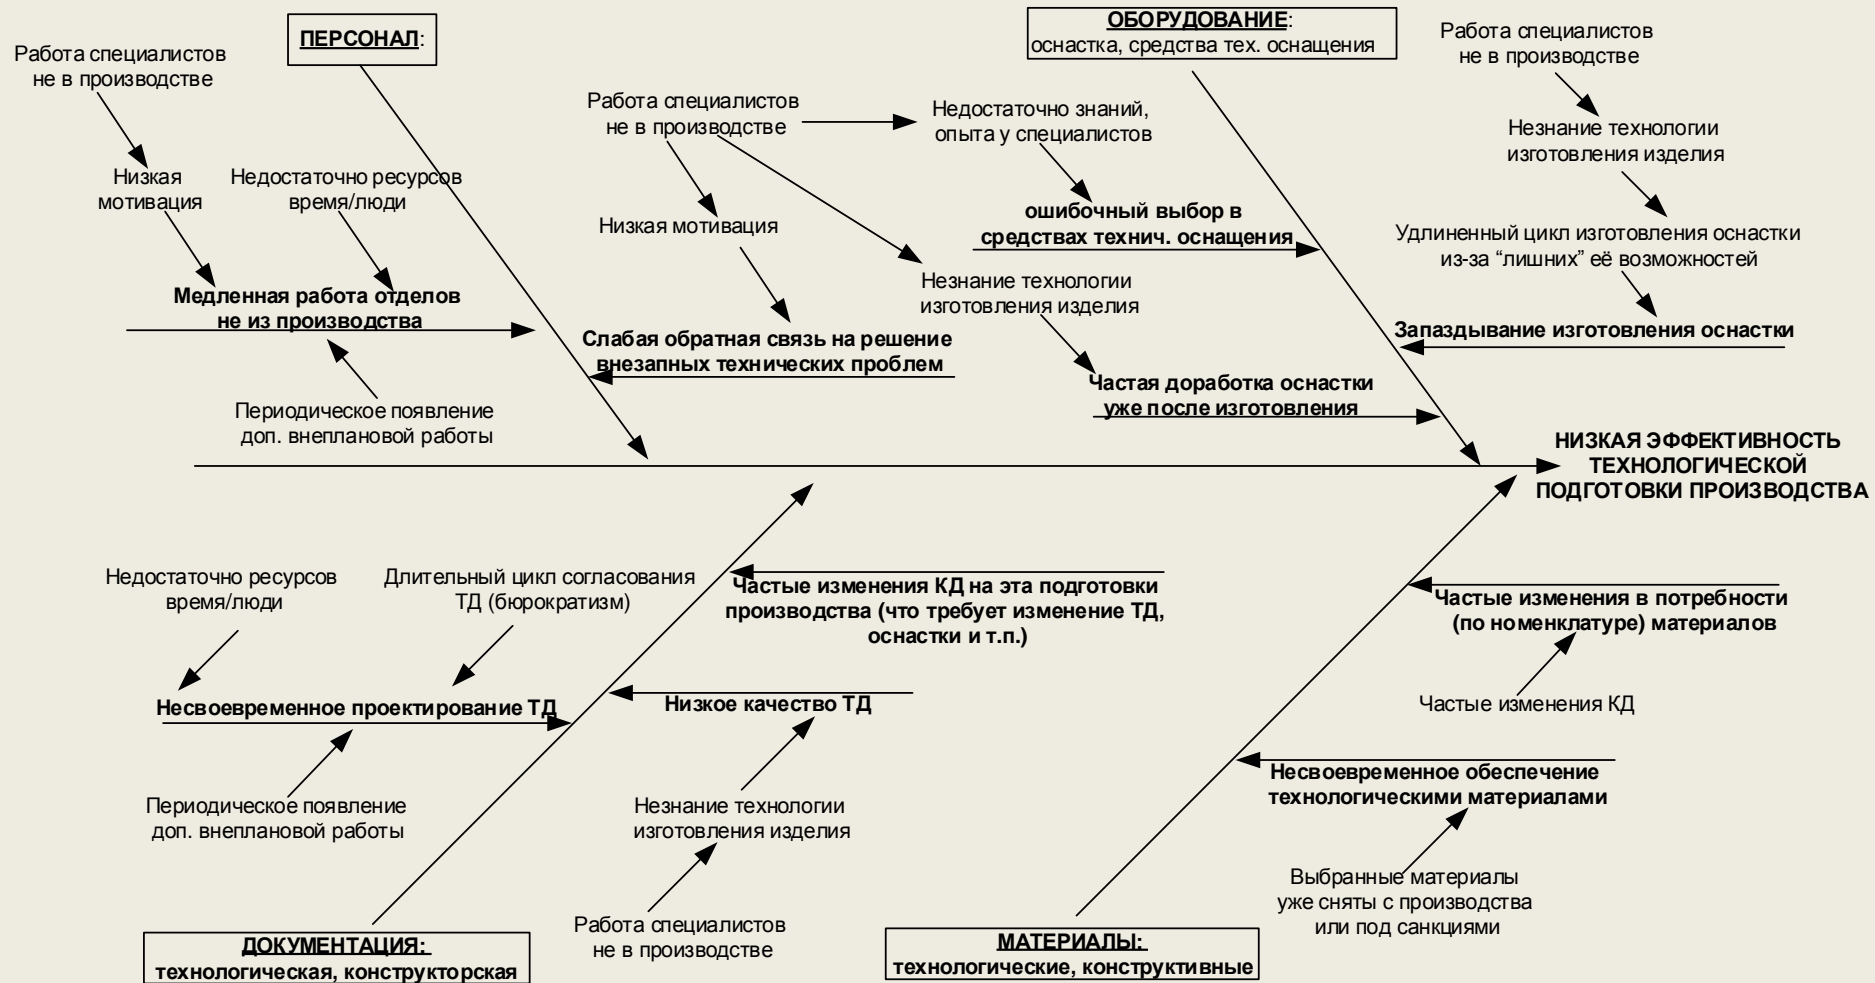 ПЕРСОНАЛ:
Работа специалистов
не в производстве
Низкая
мотивация
Недостаточно ресурсов
время/люди
Медленная работа отделов
не из производства
Периодическое появление
доп. внеплановой работы
Работа специалистов
не в производстве
Низкая мотивация
Слабая обратная связь на решение
внезапных технических проблем
ОБОРУДОВАНИЕ:
оснастка, средства тех. оснащения
Недостаточно знаний,
опыта у специалистов
ошибочный выбор в
средствах технич. оснащения
Незнание технологии
изготовления изделия
Частая доработка оснастки
уже после изготовления
Работа специалистов
не в производстве
Незнание технологии
изготовления изделия
Удлиненный цикл изготовления оснастки
из-за “лишних” её возможностей
Запаздывание изготовления оснастки
НИЗКАЯ ЭФФЕКТИВНОСТЬ
ТЕХНОЛОГИЧЕСКОЙ
ПОДГОТОВКИ ПРОИЗВОДСТВА
Недостаточно ресурсов
время/люди
Длительный цикл согласования
ТД (бюрократизм)
Несвоевременное проектирование ТД
Периодическое появление
доп. внеплановой работы
Частые изменения КД на эта подготовки
производства (что требует изменение ТД,
оснастки и т.п.)
Низкое качество ТД
Незнание технологии
изготовления изделия
Работа специалистов
не в производстве
ДОКУМЕНТАЦИЯ:
технологическая, конструкторская
Частые изменения в потребности
(по номенклатуре) материалов
Частые изменения КД
Несвоевременное обеспечение
технологическими материалами
Выбранные материалы
уже сняты с производства
или под санкциями
МАТЕРИАЛЫ:
технологические, конструктивные